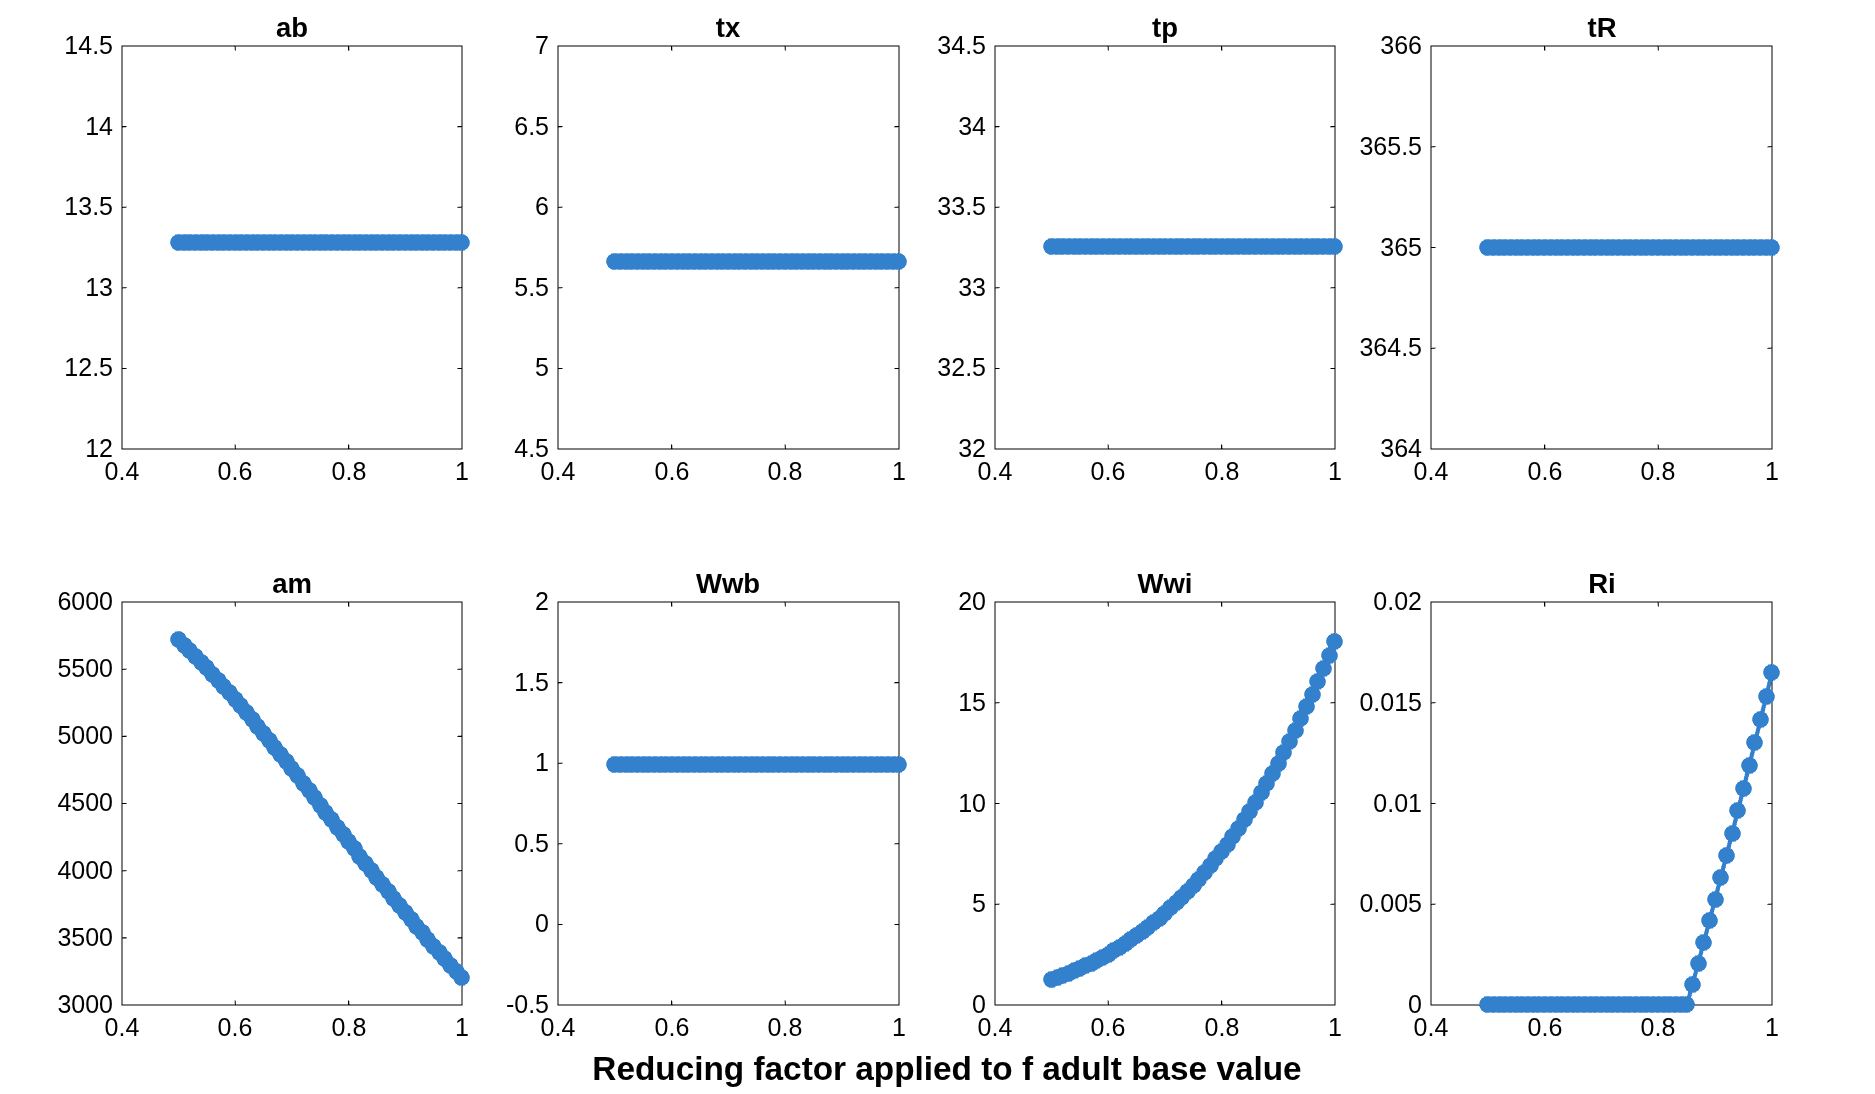 ab
14.5
14
13.5
13
12.5
12
0.4 0.6 0.8 1
tx
7
6.5
6
5.5
5
4.5
0.4 0.6 0.8 1
tp
34.5
34
33.5
33
32.5
32
0.4 0.6 0.8 1
tR
366
365.5
365
364.5
364
0.4 0.6 0.8 1
am
6000
5500
5000
4500
4000
3500
3000
0.4 0.6 0.8 1
Wwb
2
1.5
1
0.5
0
-0.5
0.4 0.6 0.8 1
Wwi
20
15
10
5
0
0.4 0.6 0.8 1
Ri
0.02
0.015
0.01
0.005
0
0.4 0.6 0.8 1
Reducing factor applied to f adult base value